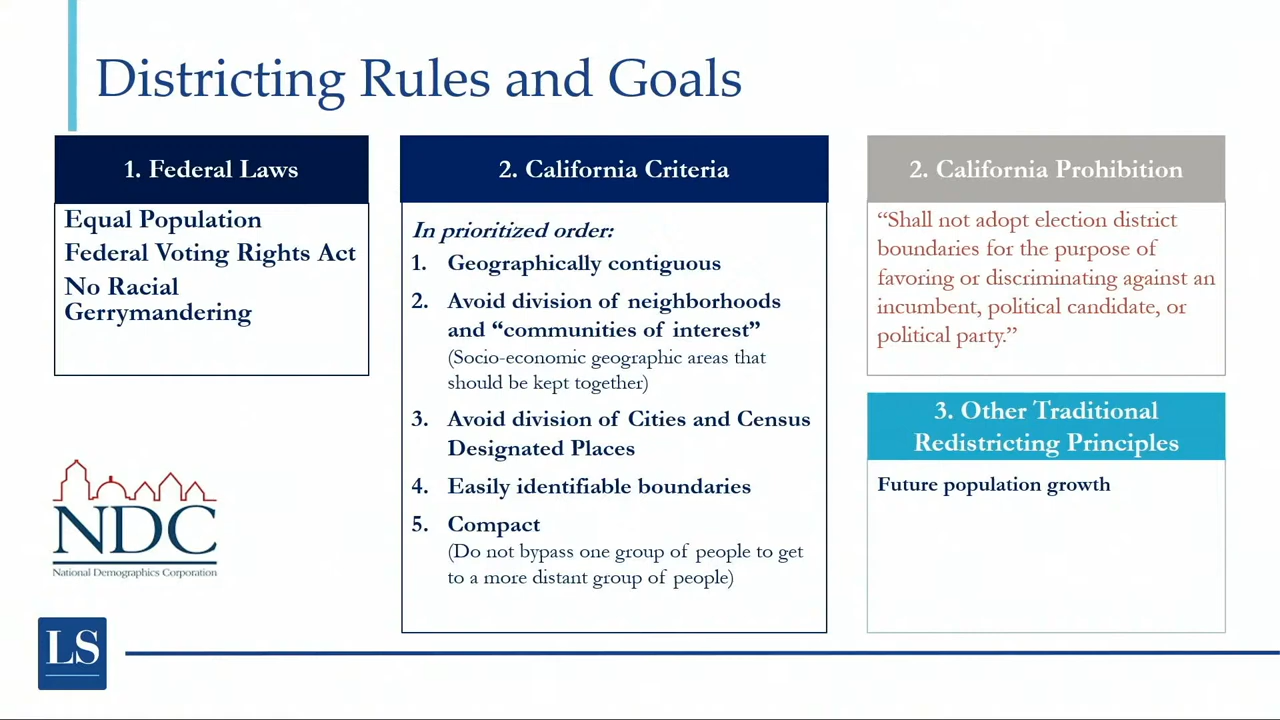 Districting Rules and Goals
1. Federal Laws
Equal Population
Federal Voting Rights Act
No Racial
Gerrymandering
2. California Criteria
In prioritized order:
1. Geographically contiguous
2. Avoid division of neighborhoods
and “communities of interest”
(Socio-economic geographic areas that
should be kept together)
3. Avoid division of Cities and Census
Designated Places
4. Easily identifiable boundaries
5. Compact
(Do not bypass one group of people to get
to a more distant group of people)
2. California Prohibition
“Shall not adopt election district
boundaries for the purpose of
favoring or discriminating against an
incumbent, political candidate, or
political party.”
3. Other Traditional
Redistricting Principles
Future population growth
NDC
National Demographics Corporation
LS